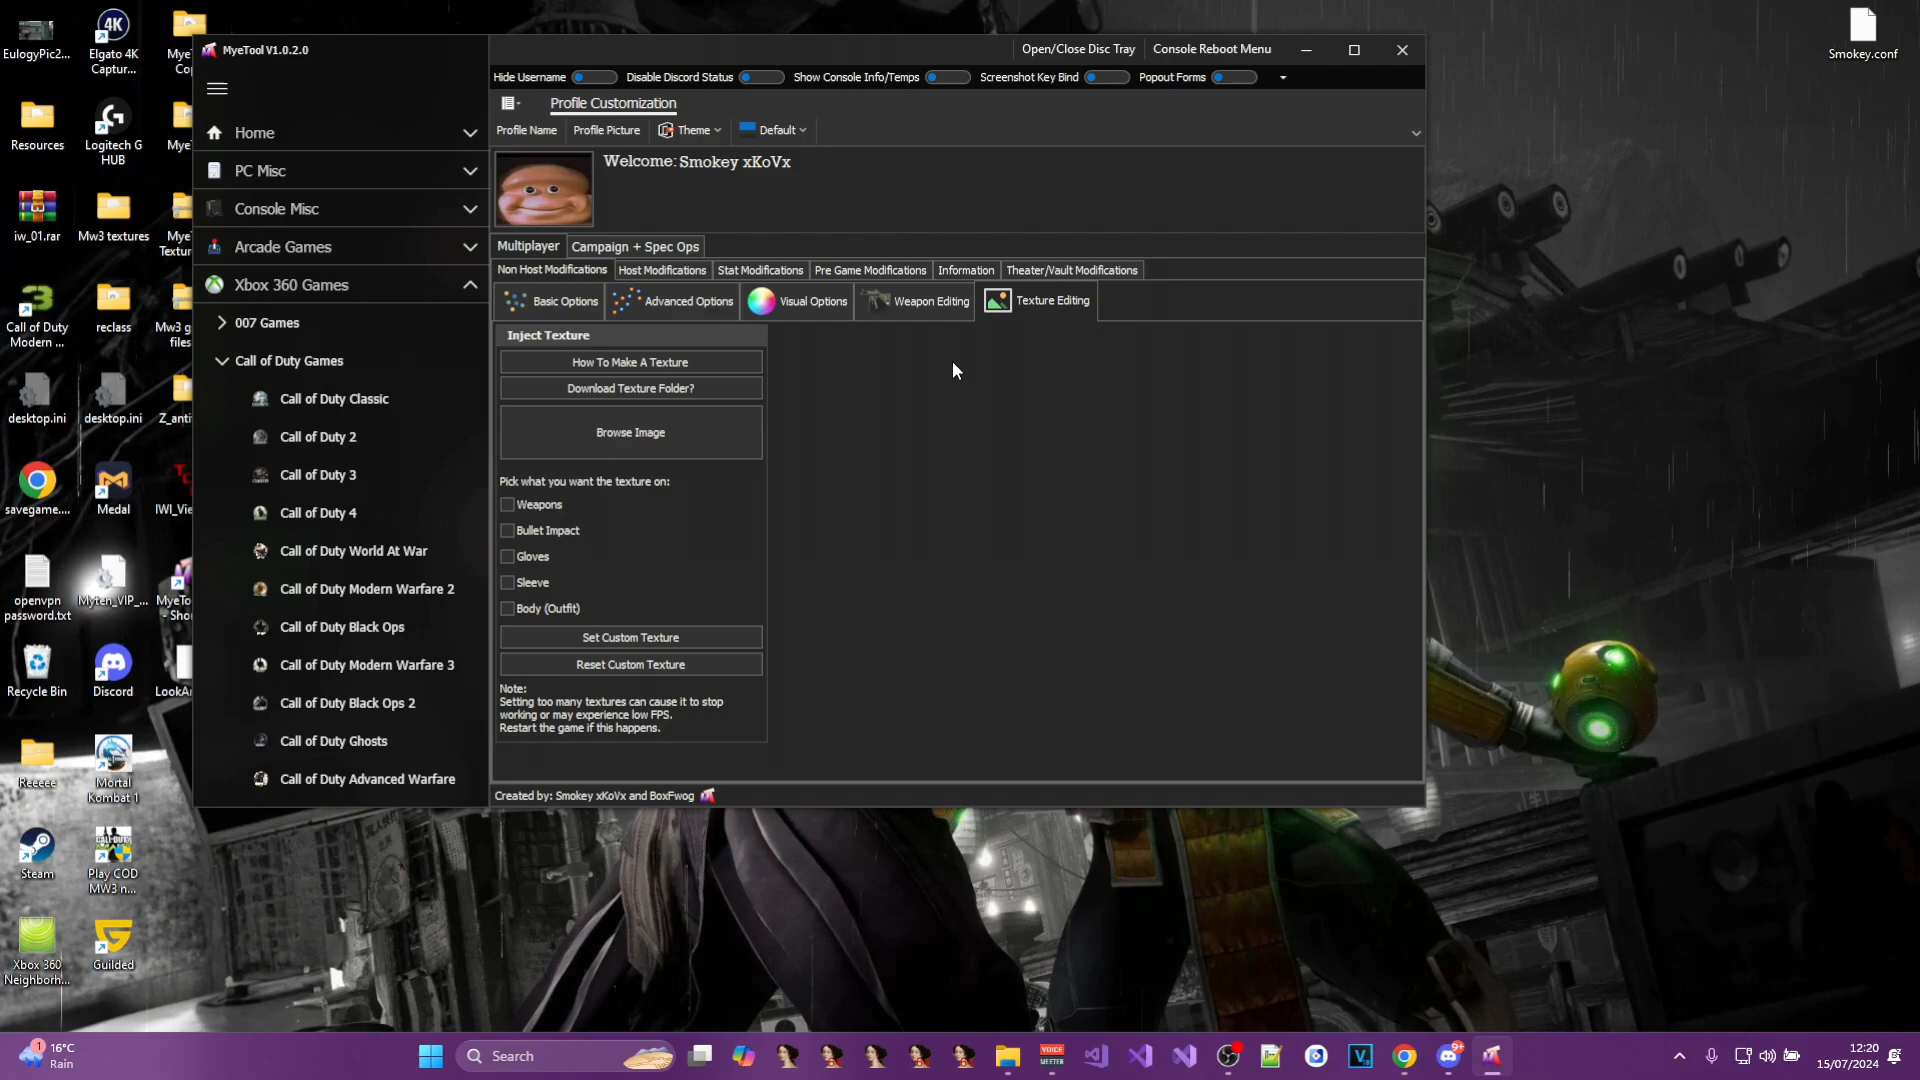 EulogyPic2...
Elgato 4K
Captur...
Resources
Logitech G
HUB
iw_01.rar
Mw3 textures
Call of Duty
Modern ...
reclass
Mw3 g
files
desktop.ini
desktop.ini
Z_anti
savegame....
Medal
IWI_Vie
openvpn
password.txt
Myten_VIP_...
MyeTo
- Shor
Recycle Bin
Discord
LookAr
Reeeee
Mortal
Kombat 1
Steam
Play COD
MW3 n...
Xbox 360
Neighborh...
Guilded
Smokey.conf
MyeTool V1.0.2.0
Open/Close Disc Tray
Console Reboot Menu
Hide Username
Disable Discord Status
Show Console Info/Temps
Screenshot Key Bind
Popout Forms
Profile Customization
Profile Name
Profile Picture
Theme
Default
Welcome: Smokey xKoVx
Home
PC Misc
Console Misc
Arcade Games
Xbox 360 Games
007 Games
Call of Duty Games
Call of Duty Classic
Call of Duty 2
Call of Duty 3
Call of Duty 4
Call of Duty World At War
Call of Duty Modern Warfare 2
Call of Duty Black Ops
Call of Duty Modern Warfare 3
Call of Duty Black Ops 2
Call of Duty Ghosts
Call of Duty Advanced Warfare
Multiplayer
Campaign + Spec Ops
Non Host Modifications
Host Modifications
Stat Modifications
Pre Game Modifications
Information
Theater/Vault Modifications
Basic Options
Advanced Options
Visual Options
Weapon Editing
Texture Editing
Inject Texture
How To Make A Texture
Download Texture Folder?
Browse Image
Pick what you want the texture on:
Weapons
Bullet Impact
Gloves
Sleeve
Body (Outfit)
Set Custom Texture
Reset Custom Texture
Note:
Setting too many textures can cause it to stop
working or may experience low FPS.
Restart the game if this happens.
Created by: Smokey xKoVx and BoxFwog
1
16°C
Rain
Search
VOICE
MEETER
9+
12:20
15/07/2024